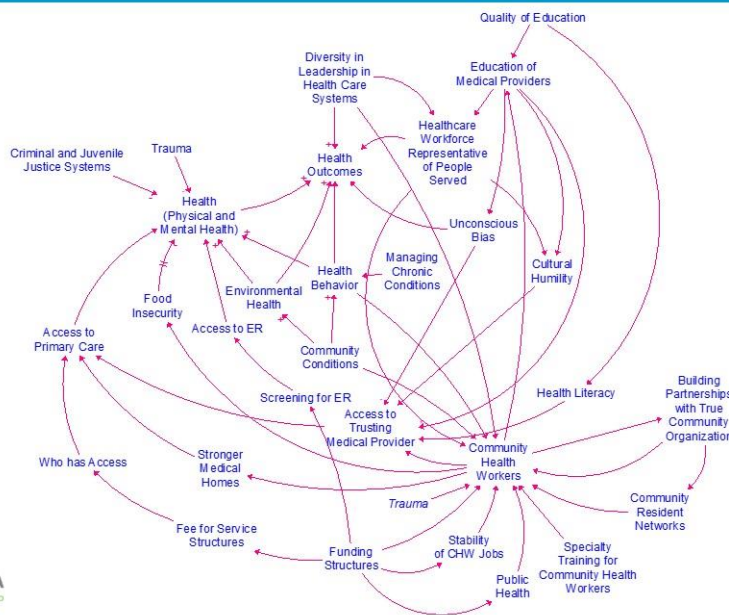 Quality of Education
Diversity in
Leadership in
Health Care
Systems
Education of
Medical Providers
Healthcare
Workforce
Representative
of People
Served
Criminal and Juvenile
Justice Systems
Trauma
Health
Outcomes
Health
(Physical and
Mental Health)
Unconscious
Bias
Cultural
Humility
Managing
Chronic
Conditions
Health
Behavior
Environmental
Health
Food
Insecurity
Access to ER
Access to
Primary Care
Community
Conditions
Screening for ER
Health Literacy
Building
Partnerships
with True
Community
Organization
Access to
Trusting
Medical Provider
Community
Health
Workers
Who has Access
Stronger
Medical
Homes
Trauma
Community
Resident
Networks
Fee for Service
Structures
Funding
Structures
Stability
of CHW Jobs
Specialty
Training for
Community Health
Workers
Public
Health